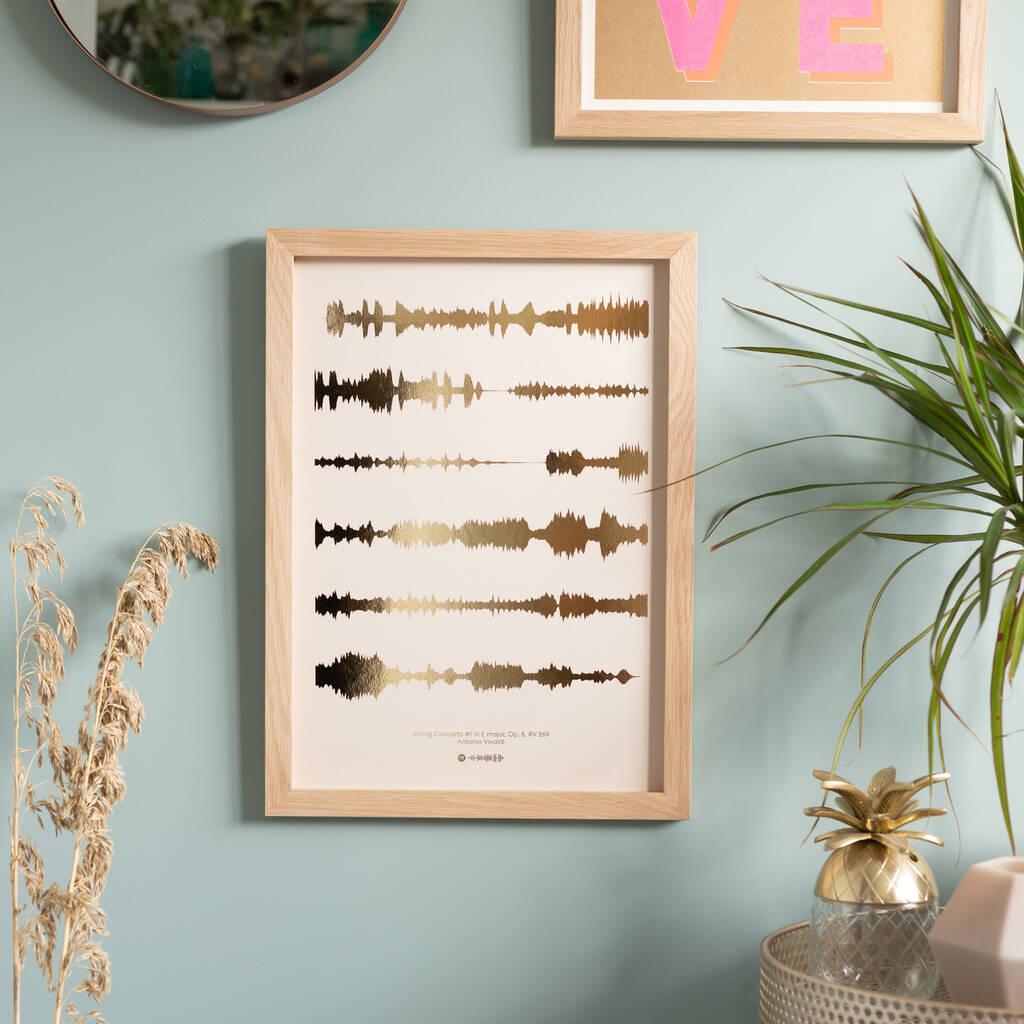 VE
Spring Concerto #1 in E major, Op. 8, RV 269
Antonio Vivaldi